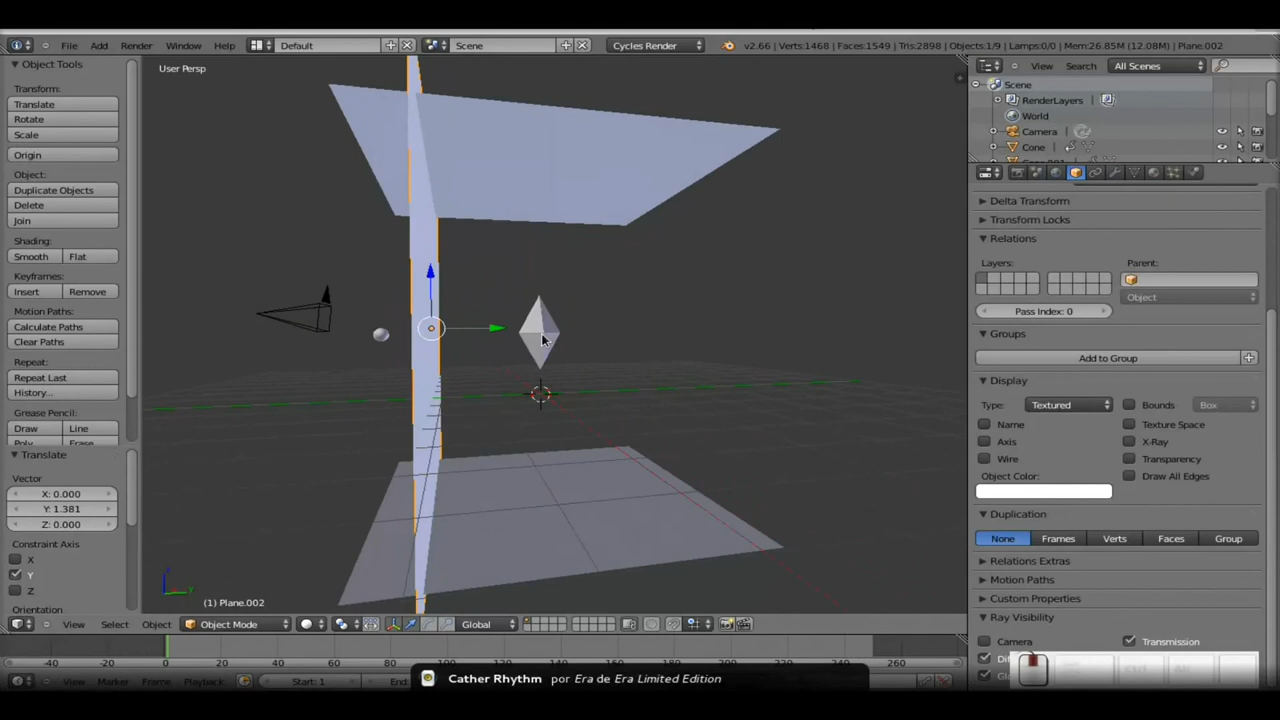 File Add Render Window Help Default Scene Cycles Render v2.66 | Verts:1468 | Faces:1549 | Tris:2898 | Objects:1/9 | Lamps:0/0 | Mem:26.85M (12.08M) | Plane.002
Object Tools
Transform:
Translate
Rotate
Scale
Origin
Object:
Duplicate Objects
Delete
Join
Shading:
Smooth Flat
Keyframes:
Insert Remove
Motion Paths:
Calculate Paths
Clear Paths
Repeat:
Repeat Last
History...
Grease Pencil:
Draw Line
Poly
Translate
Vector
X: 0.000
Y: 1.381
Z: 0.000
Constraint Axis
X
Y
Z
Orientation
User Persp
(1) Plane.002
View Select Object Object Mode Global
-40 -20 0 100 120 140 160 180 200 220 240 260
View Marker Frame Playback Start: 1 End:
Cather Rhythm por Era de Era Limited Edition
View Search All Scenes
Scene
RenderLayers
World
Camera
Cone
Delta Transform
Transform Locks
Relations
Layers: Parent:
Pass Index: 0 Object
Groups
Add to Group
Display
Type: Textured Bounds Box
Name Texture Space
Axis X-Ray
Wire Transparency
Object Color: Draw All Edges
Duplication
None Frames Verts Faces Group
Relations Extras
Motion Paths
Custom Properties
Ray Visibility
Camera Transmission